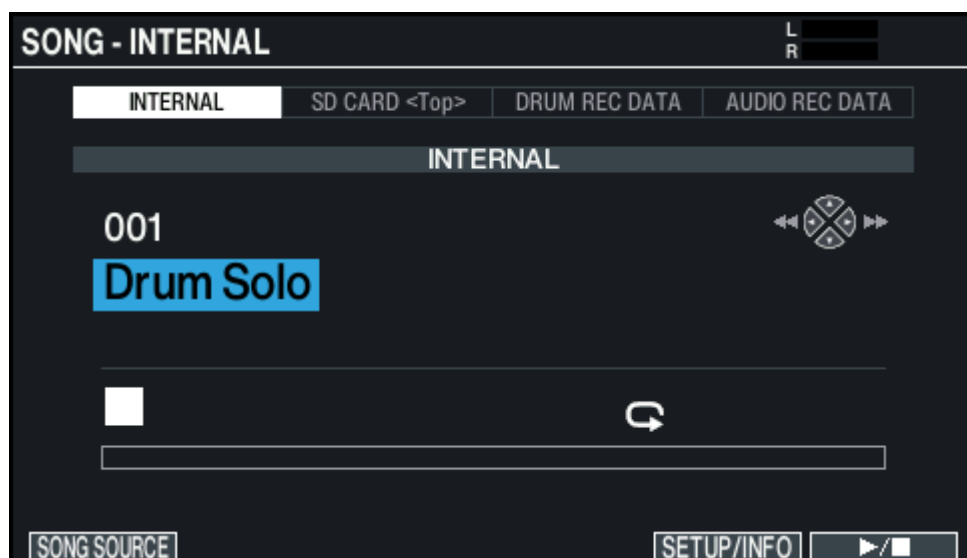 SONG - INTERNAL
L
R
INTERNAL SD CARD <Top> DRUM REC DATA AUDIO REC DATA
INTERNAL
001
Drum Solo
SONG SOURCE SETUP/INFO ▶/■